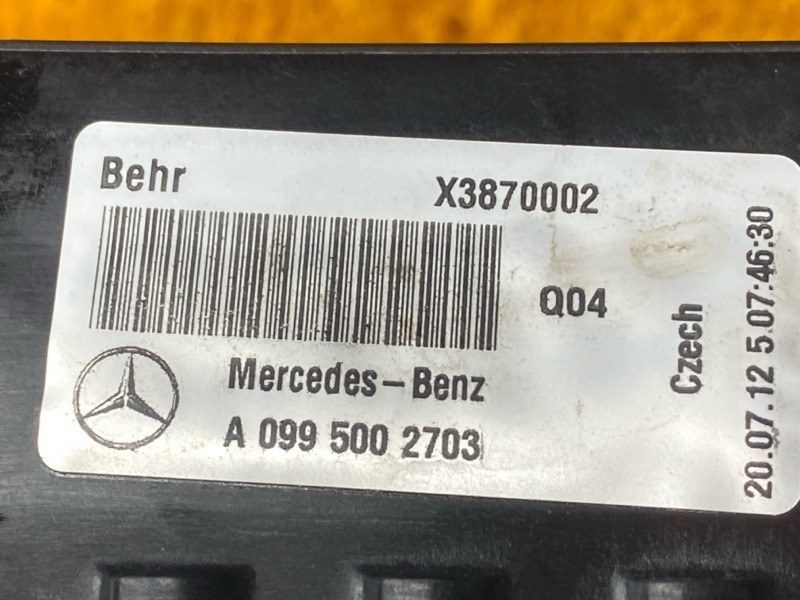 Behr
X3870002
Q04
Mercedes-Benz
A 099 500 2703
Czech
20.07.12 5.07:46:30